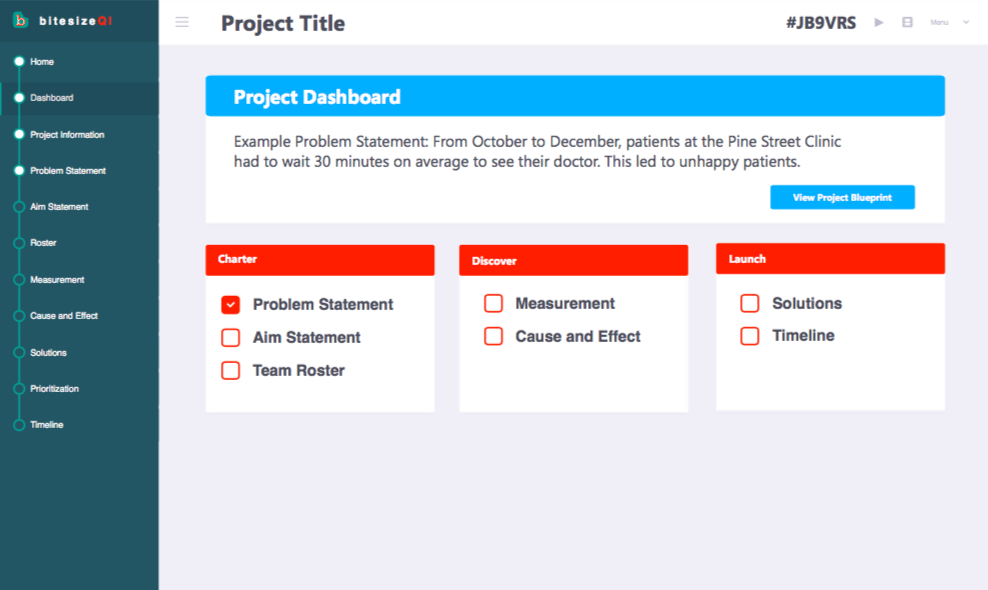 bitesizeQI
Project Title
#JB9VRS
Menu
Home
Dashboard
Project Information
Problem Statement
Aim Statement
Roster
Measurement
Cause and Effect
Solutions
Prioritization
Timeline
Project Dashboard
Example Problem Statement: From October to December, patients at the Pine Street Clinic
had to wait 30 minutes on average to see their doctor. This led to unhappy patients.
View Project Blueprint
Charter
Problem Statement
Aim Statement
Team Roster
Discover
Measurement
Cause and Effect
Launch
Solutions
Timeline